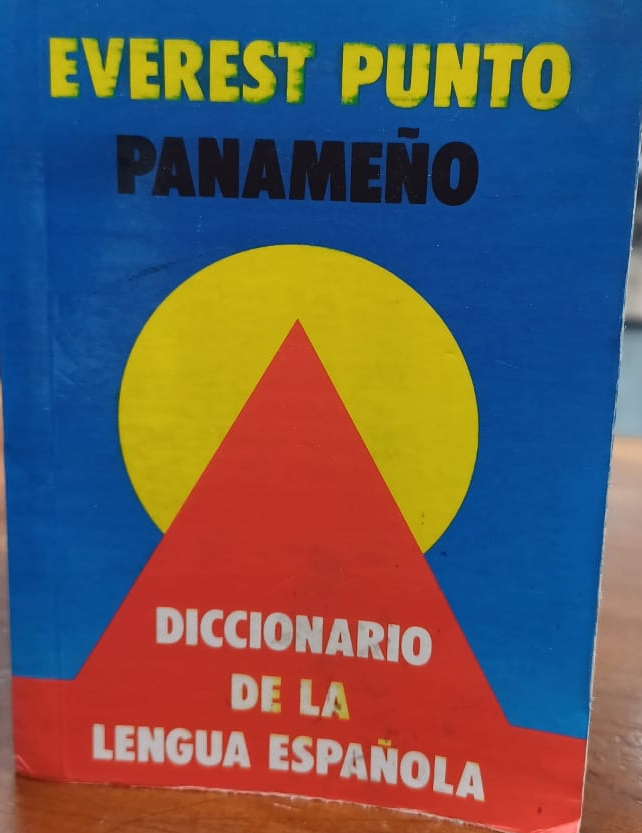 EVEREST PUNTO
PANAMEÑO
DICCIONARIO
DE LA
LENGUA ESPAÑOLA